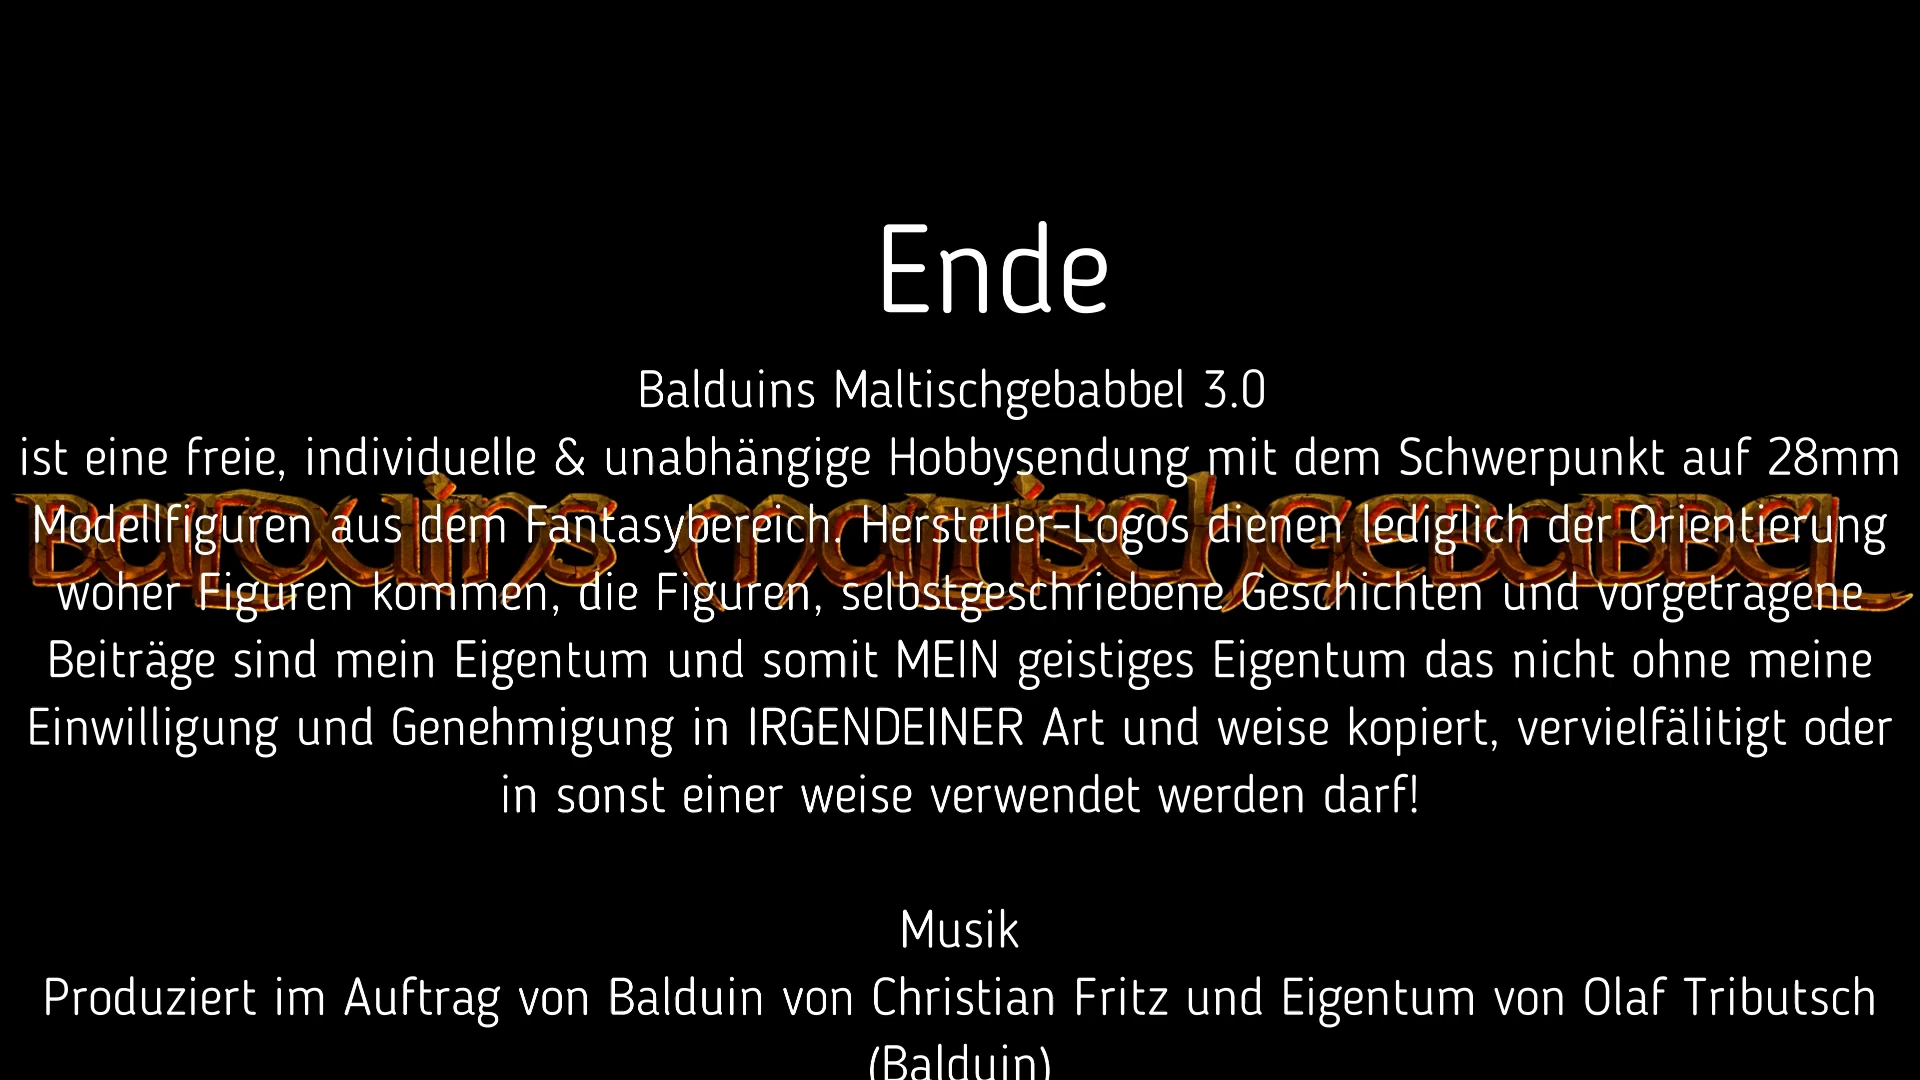 Ende
Balduins Maltischgebabbel 3.0
ist eine freie, individuelle & unabhängige Hobbysendung mit dem Schwerpunkt auf 28mm
Balduins Maltischgebabbel
Modellfiguren aus dem Fantasybereich. Hersteller-Logos dienen lediglich der Orientierung
woher Figuren kommen, die Figuren, selbstgeschriebene Geschichten und vorgetragene
Beiträge sind mein Eigentum und somit MEIN geistiges Eigentum das nicht ohne meine
Einwilligung und Genehmigung in IRGENDEINER Art und weise kopiert, vervielfälitigt oder
in sonst einer weise verwendet werden darf!
Musik
Produziert im Auftrag von Balduin von Christian Fritz und Eigentum von Olaf Tributsch
(Balduin)